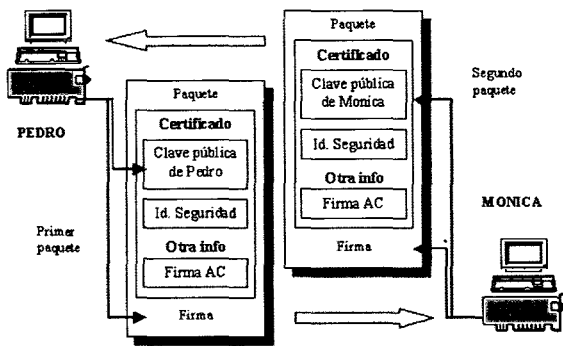 PEDRO
Primer
paquete
Paquete
Certificado
Clave pública
de Pedro
Id. Seguridad
Otra info
Firma AC
Firma
Paquete
Certificado
Clave pública
de Monica
Id. Seguridad
Otra info
Firma AC
Firma
Segundo
paquete
MONICA